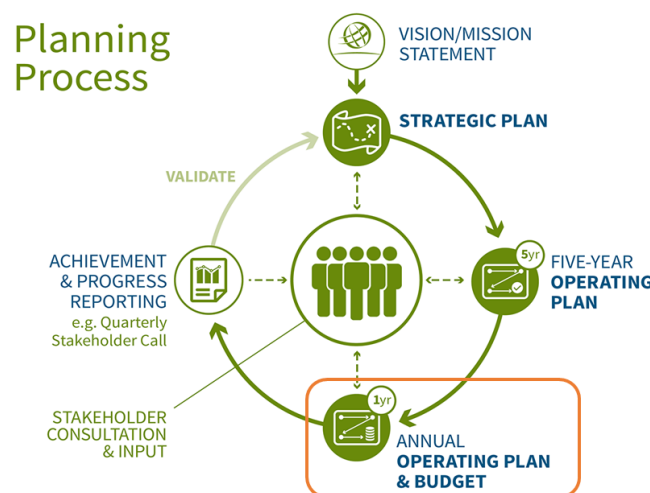 Planning
Process
VISION/MISSION
STATEMENT
STRATEGIC PLAN
VALIDATE
5yr
FIVE-YEAR
OPERATING
PLAN
ACHIEVEMENT
& PROGRESS
REPORTING
e.g. Quarterly
Stakeholder Call
STAKEHOLDER
CONSULTATION
& INPUT
1yr
ANNUAL
OPERATING PLAN
& BUDGET